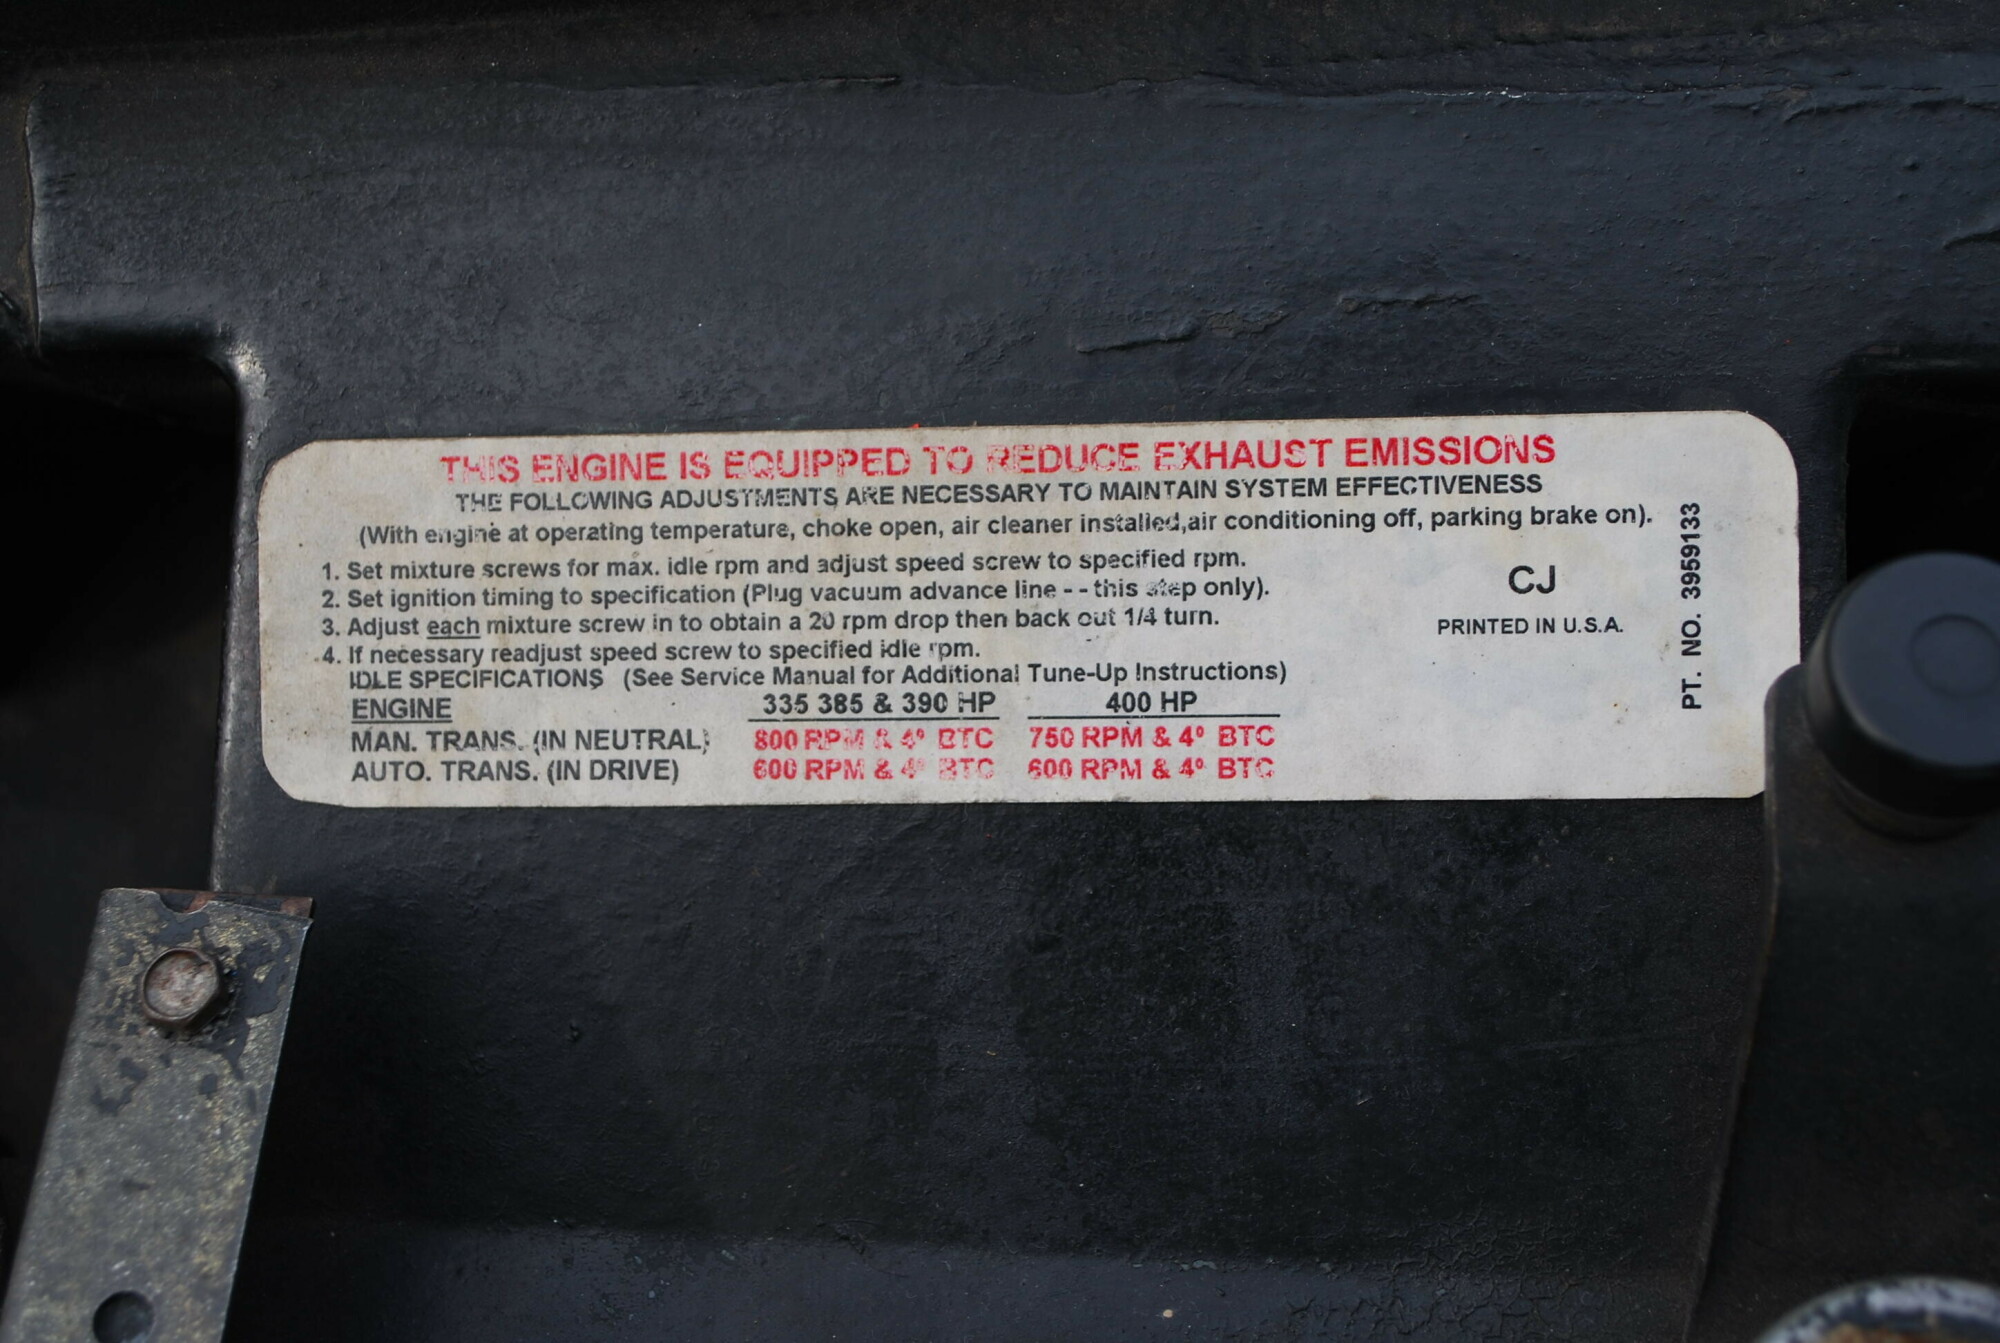 THIS ENGINE IS EQUIPPED TO REDUCE EXHAUST EMISSIONS
THE FOLLOWING ADJUSTMENTS ARE NECESSARY TO MAINTAIN SYSTEM EFFECTIVENESS
(With engine at operating temperature, choke open, air cleaner installed,air conditioning off, parking brake on).
1. Set mixture screws for max. idle rpm and adjust speed screw to specified rpm.
2. Set ignition timing to specification (Plug vacuum advance line - - this step only).
3. Adjust each mixture screw in to obtain a 20 rpm drop then back out 1/4 turn.
4. If necessary readjust speed screw to specified idle rpm.
IDLE SPECIFICATIONS (See Service Manual for Additional Tune-Up Instructions)
ENGINE 335 385 & 390 HP 400 HP
MAN. TRANS. (IN NEUTRAL) 800 RPM & 4° BTC 750 RPM & 4° BTC
AUTO. TRANS. (IN DRIVE) 600 RPM & 4° BTC 600 RPM & 4° BTC
CJ
PRINTED IN U.S.A.
PT. NO. 3959133